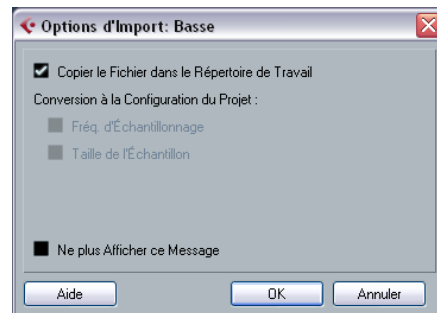 Options d'Import: Basse
Copier le Fichier dans le Répertoire de Travail
Conversion à la Configuration du Projet :
Fréq. d'Échantillonnage
Taille de l'Échantillon
Ne plus Afficher ce Message
Aide OK Annuler